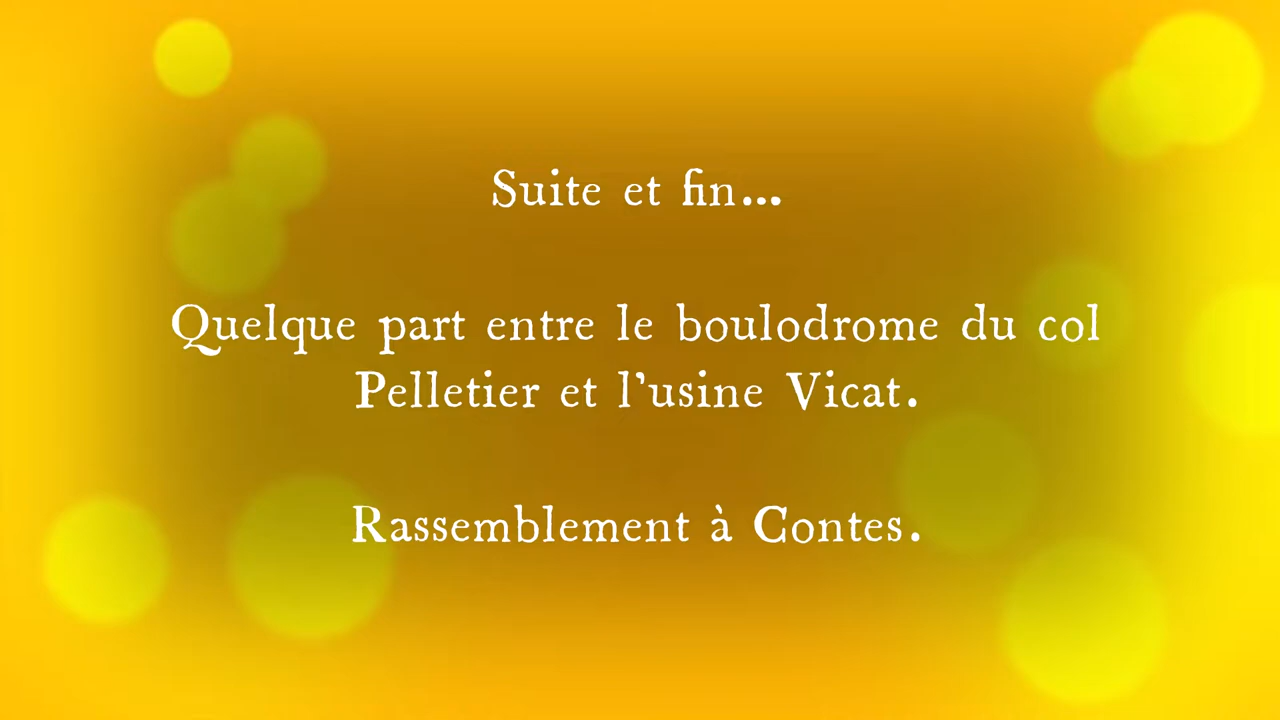 Suite et fin...
Quelque part entre le boulodrome du col
Pelletier et l'usine Vicat.
Rassemblement à Contes.